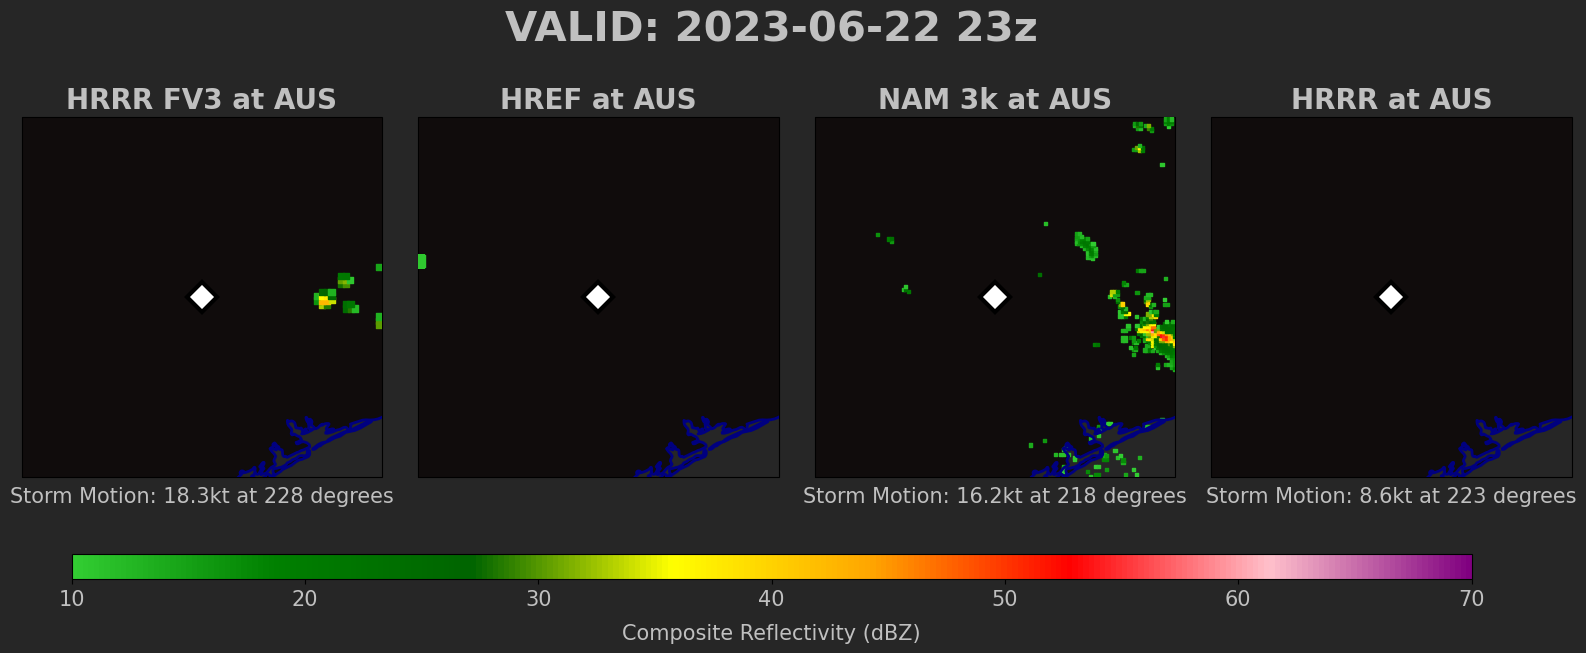 VALID: 2023-06-22 23z
HRRR FV3 at AUS
HREF at AUS
NAM 3k at AUS
HRRR at AUS
Storm Motion: 18.3kt at 228 degrees
Storm Motion: 16.2kt at 218 degrees
Storm Motion: 8.6kt at 223 degrees
10 20 30 40 50 60 70
Composite Reflectivity (dBZ)